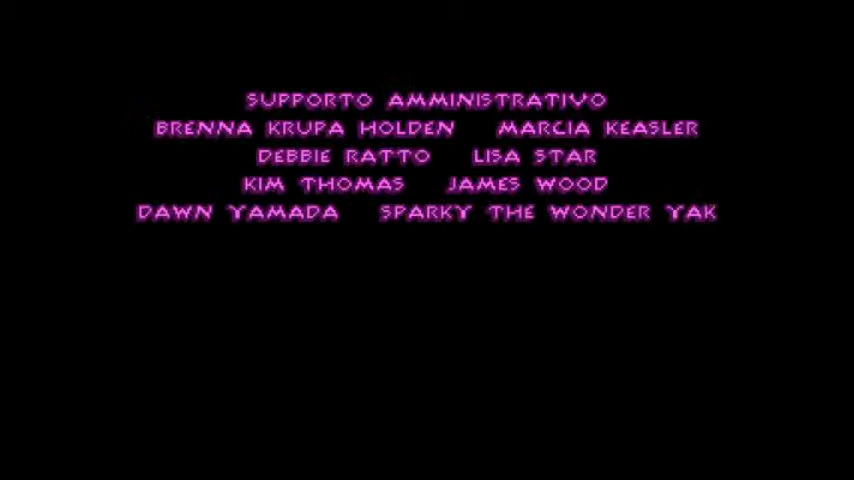 SUPPORTO AMMINISTRATIVO
BRENNA KRUPA HOLDEN MARCIA KEASLER
DEBBIE RATTO LISA STAR
KIM THOMAS JAMES WOOD
DAWN YAMADA SPARKY THE WONDER YAK